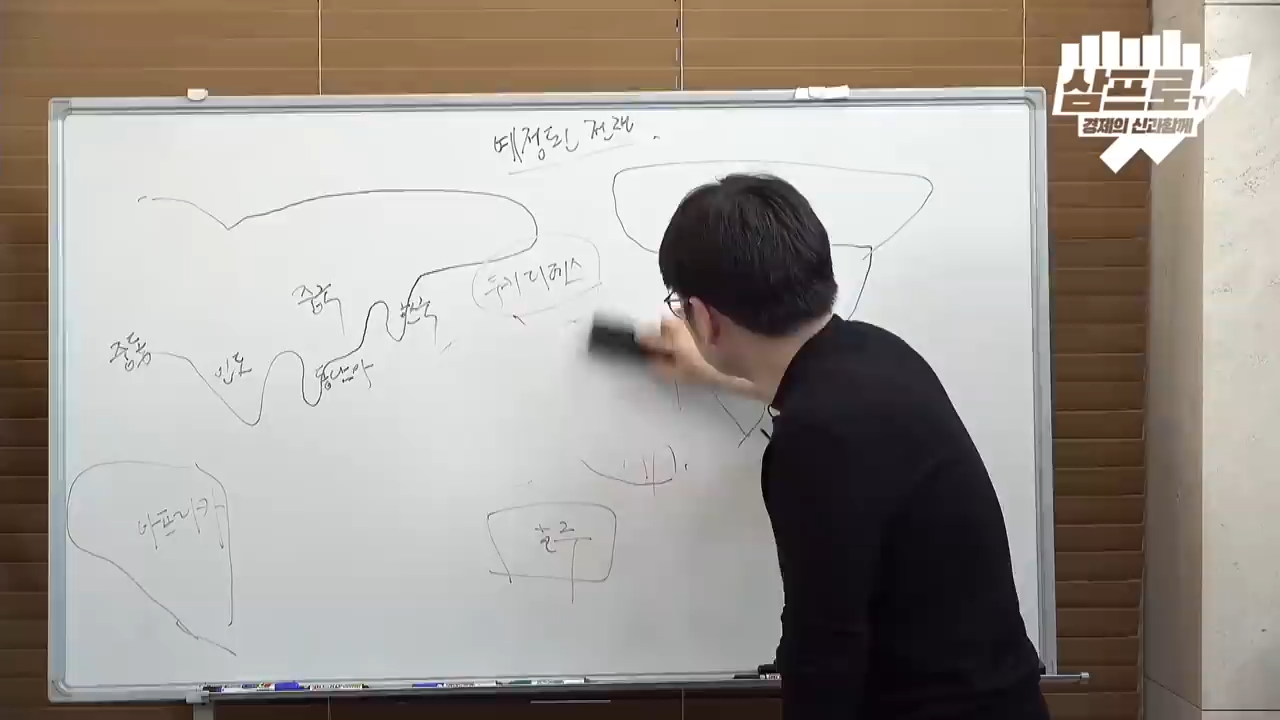 예정된 전쟁.
삼프로TV
경제의 신과함께
투키디데스
중국
한국
중동
인도
동남아
아프리카
호주